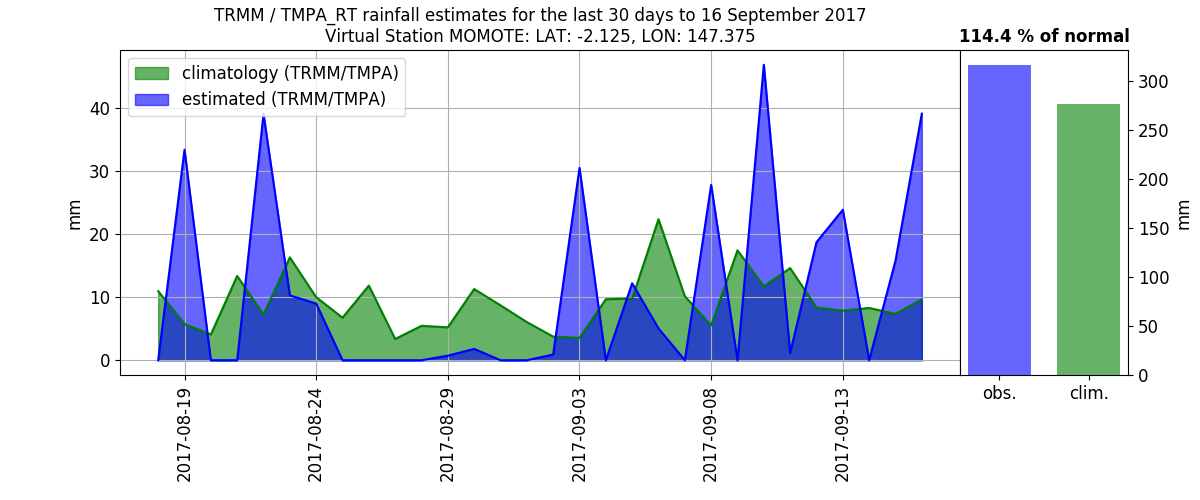 TRMM / TMPA_RT rainfall estimates for the last 30 days to 16 September 2017
Virtual Station MOMOTE: LAT: -2.125, LON: 147.375
114.4 % of normal
climatology (TRMM/TMPA)
estimated (TRMM/TMPA)
mm
40
30
20
10
0
2017-08-19
2017-08-24
2017-08-29
2017-09-03
2017-09-08
2017-09-13
300
250
200
150
100
50
0
mm
obs.
clim.